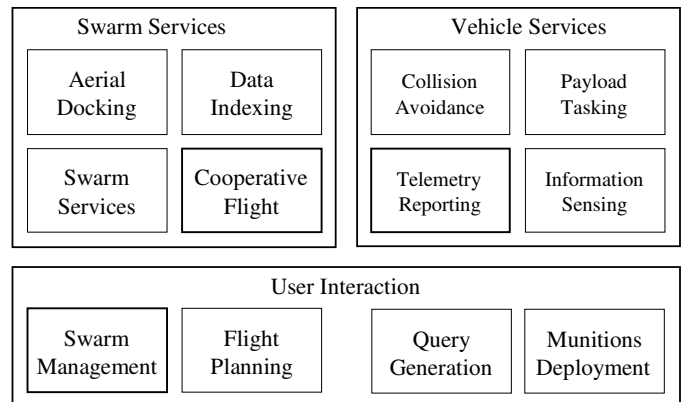 Swarm Services
Aerial
Docking
Data
Indexing
Swarm
Services
Cooperative
Flight
Vehicle Services
Collision
Avoidance
Payload
Tasking
Telemetry
Reporting
Information
Sensing
User Interaction
Swarm
Management
Flight
Planning
Query
Generation
Munitions
Deployment